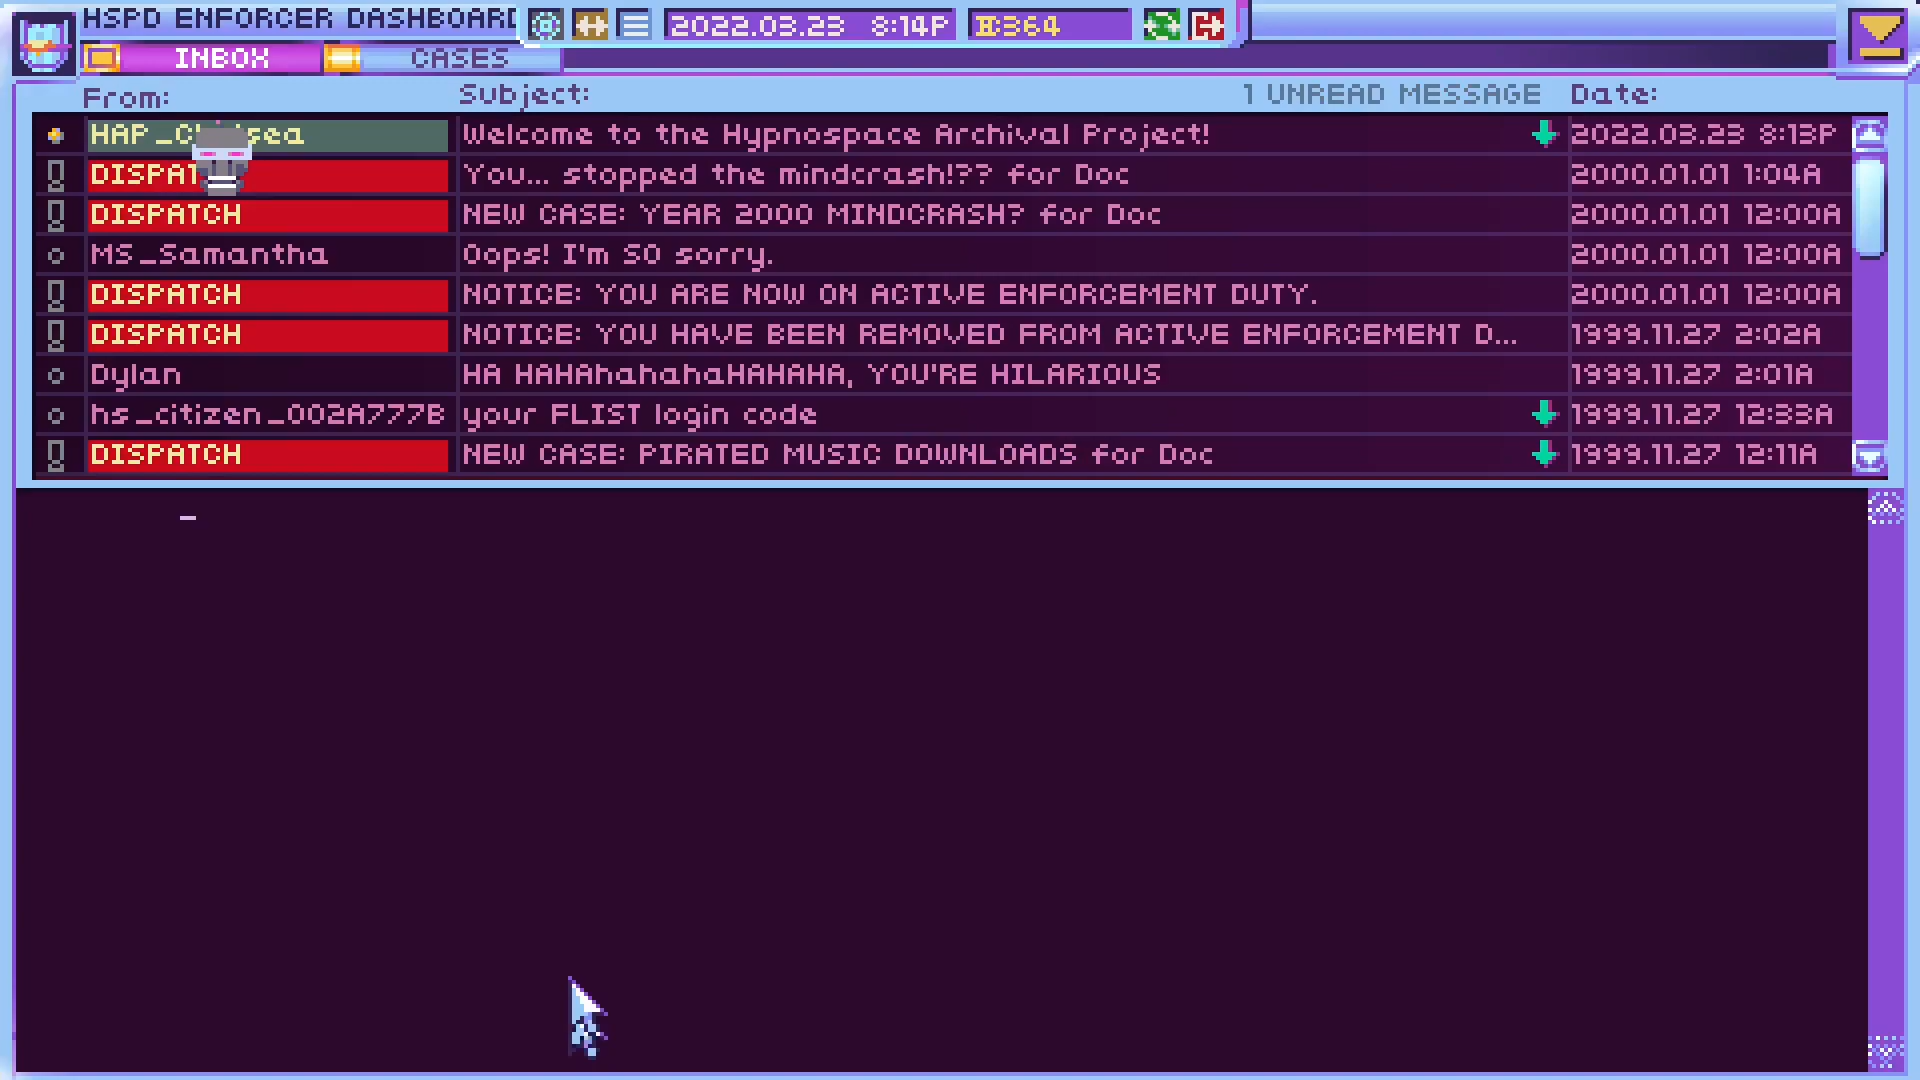 HSPD ENFORCER DASHBOARD 2022.03.23 8:14P 364
INBOX CASES
From: Subject: 1 UNREAD MESSAGE Date:
Welcome to the Hypnospace Archival Project! 2022.03.23 8:13P
You... stopped the mindcrash!?? for Doc 2000.01.01 1:04A
DISPATCH NEW CASE: YEAR 2000 MINDCRASH? for Doc 2000.01.01 12:00A
MS_Samantha Oops! I'm SO sorry. 2000.01.01 12:00A
DISPATCH NOTICE: YOU ARE NOW ON ACTIVE ENFORCEMENT DUTY. 2000.01.01 12:00A
DISPATCH NOTICE: YOU HAVE BEEN REMOVED FROM ACTIVE ENFORCEMENT D... 1999.11.27 2:02A
Dylan HA HAHAhahahaHAHAHA, YOU'RE HILARIOUS 1999.11.27 2:01A
hs_citizen_002A777B your FLIST login code 1999.11.27 12:33A
DISPATCH NEW CASE: PIRATED MUSIC DOWNLOADS for Doc 1999.11.27 12:11A